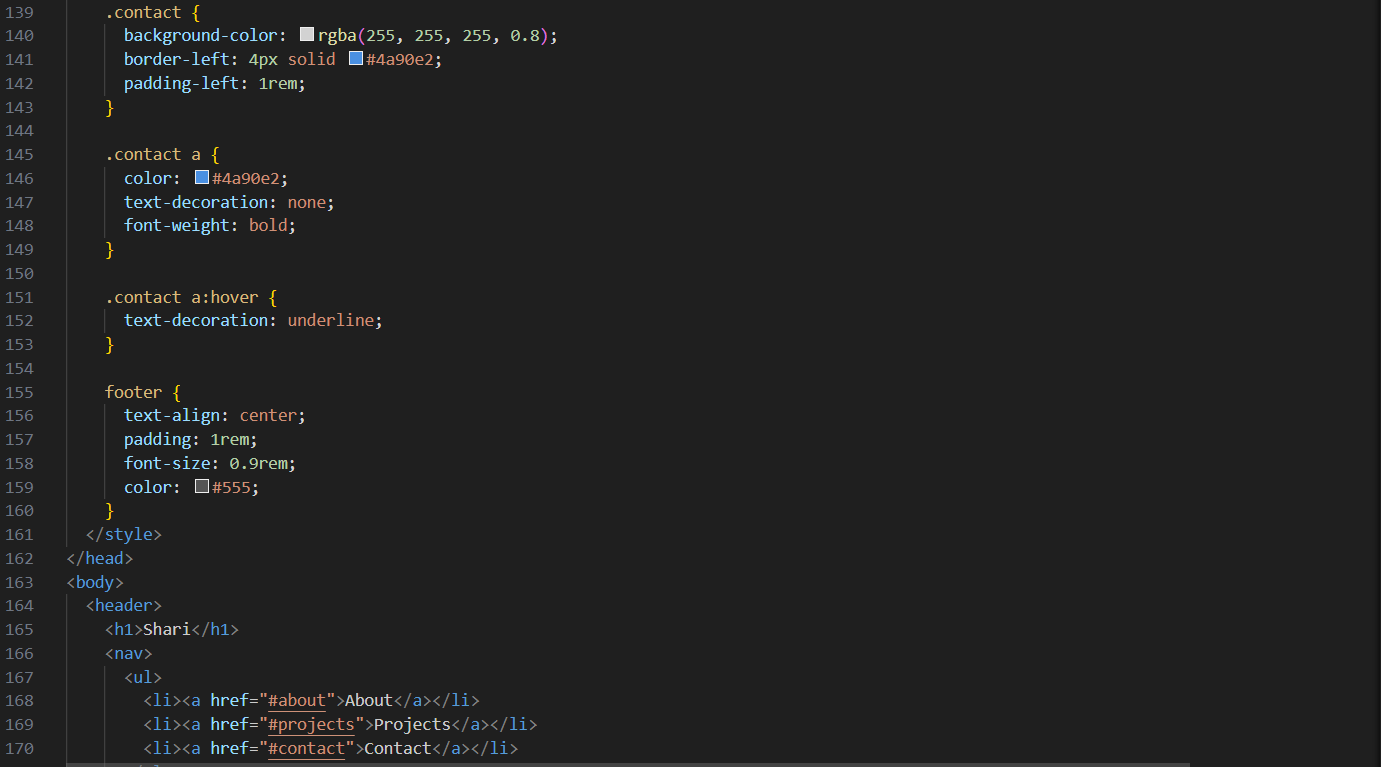 139 .contact {
140 background-color: rgba(255, 255, 255, 0.8);
141 border-left: 4px solid #4a90e2;
142 padding-left: 1rem;
143 }
144
145 .contact a {
146 color: #4a90e2;
147 text-decoration: none;
148 font-weight: bold;
149 }
150
151 .contact a:hover {
152 text-decoration: underline;
153 }
154
155 footer {
156 text-align: center;
157 padding: 1rem;
158 font-size: 0.9rem;
159 color: #555;
160 }
161 </style>
162 </head>
163 <body>
164 <header>
165 <h1>Shari</h1>
166 <nav>
167 <ul>
168 <li><a href="#about">About</a></li>
169 <li><a href="#projects">Projects</a></li>
170 <li><a href="#contact">Contact</a></li>